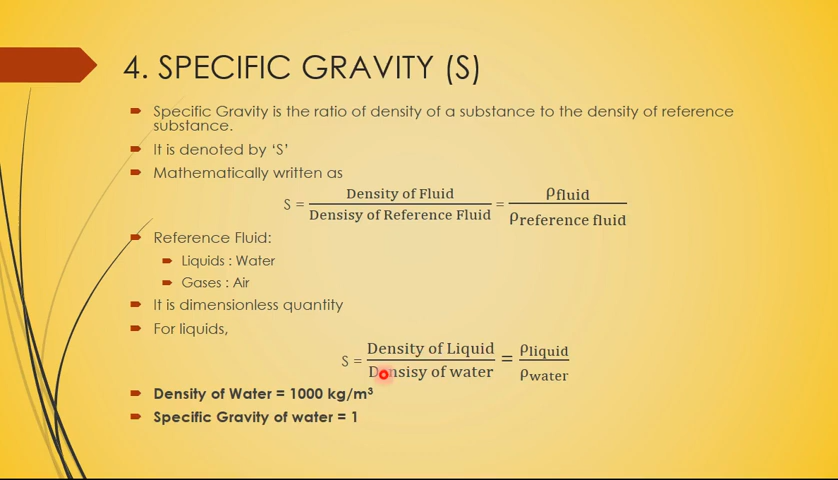 4. SPECIFIC GRAVITY (S)
Specific Gravity is the ratio of density of a substance to the density of reference
substance.
It is denoted by ‘S’
Mathematically written as
S = Density of Fluid / Densisy of Reference Fluid = ρfluid / ρreference fluid
Reference Fluid:
Liquids : Water
Gases : Air
It is dimensionless quantity
For liquids,
S = Density of Liquid / Densisy of water = ρliquid / ρwater
Density of Water = 1000 kg/m³
Specific Gravity of water = 1